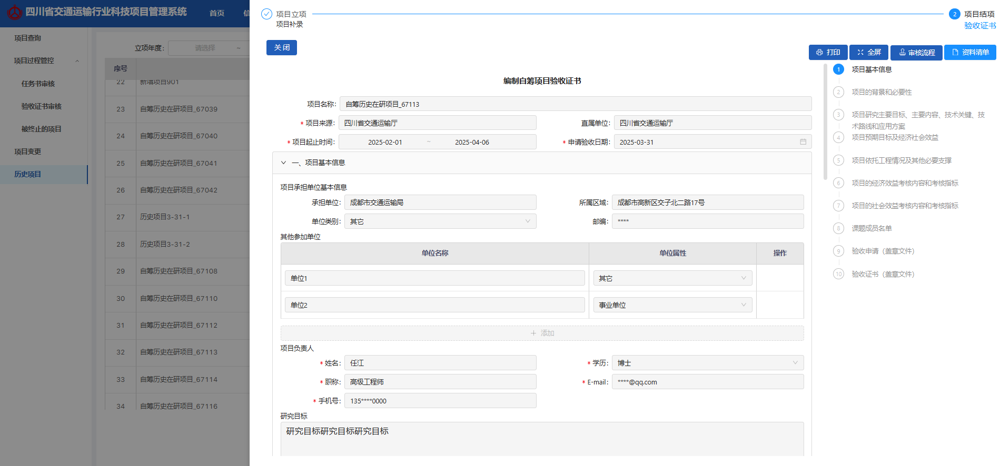 四川省交通运输行业科技项目管理系统
首页
信
项目查询
项目过程管控
任务书审核
验收证书审核
被终止的项目
项目变更
历史项目
立项年度:
请选择
~
序号
22
新增项目901
23
自筹历史在研项目_67039
24
自筹历史在研项目_67040
25
自筹历史在研项目_67041
26
自筹历史在研项目_67042
27
历史项目3-31-1
28
历史项目3-31-2
29
自筹历史在研项目_67108
30
自筹历史在研项目_67110
31
自筹历史在研项目_67112
32
自筹历史在研项目_67113
33
自筹历史在研项目_67114
34
自筹历史在研项目_67116
项目立项
项目补录
2
项目结项
验收证书
关 闭
打印
全屏
审核流程
资料清单
编制自筹项目验收证书
项目名称:
自筹历史在研项目_67113
* 项目来源:
四川省交通运输厅
直属单位:
四川省交通运输厅
* 项目起止时间:
2025-02-01
~
2025-04-06
* 申请验收日期:
2025-03-31
一、项目基本信息
项目承担单位基本信息
承担单位:
成都市交通运输局
所属区域:
成都市高新区交子北二路17号
单位类别:
其它
邮编:
****
其他参加单位
单位名称
单位属性
操作
单位1
其它
单位2
事业单位
+ 添加
项目负责人
* 姓名:
任江
* 学历:
博士
* 职称:
高级工程师
* E-mail:
****@qq.com
* 手机号:
135****0000
研究目标
研究目标研究目标研究目标
1
项目基本信息
2
项目的背景和必要性
3
项目研究主要目标、主要内容、技术关键、技
术路线和应用方案
4
项目预期目标及经济社会效益
5
项目依托工程情况及其他必要支撑
6
项目的经济效益考核内容和考核指标
7
项目的社会效益考核内容和考核指标
8
课题成员名单
9
验收申请（盖章文件）
10
验收证书（盖章文件）